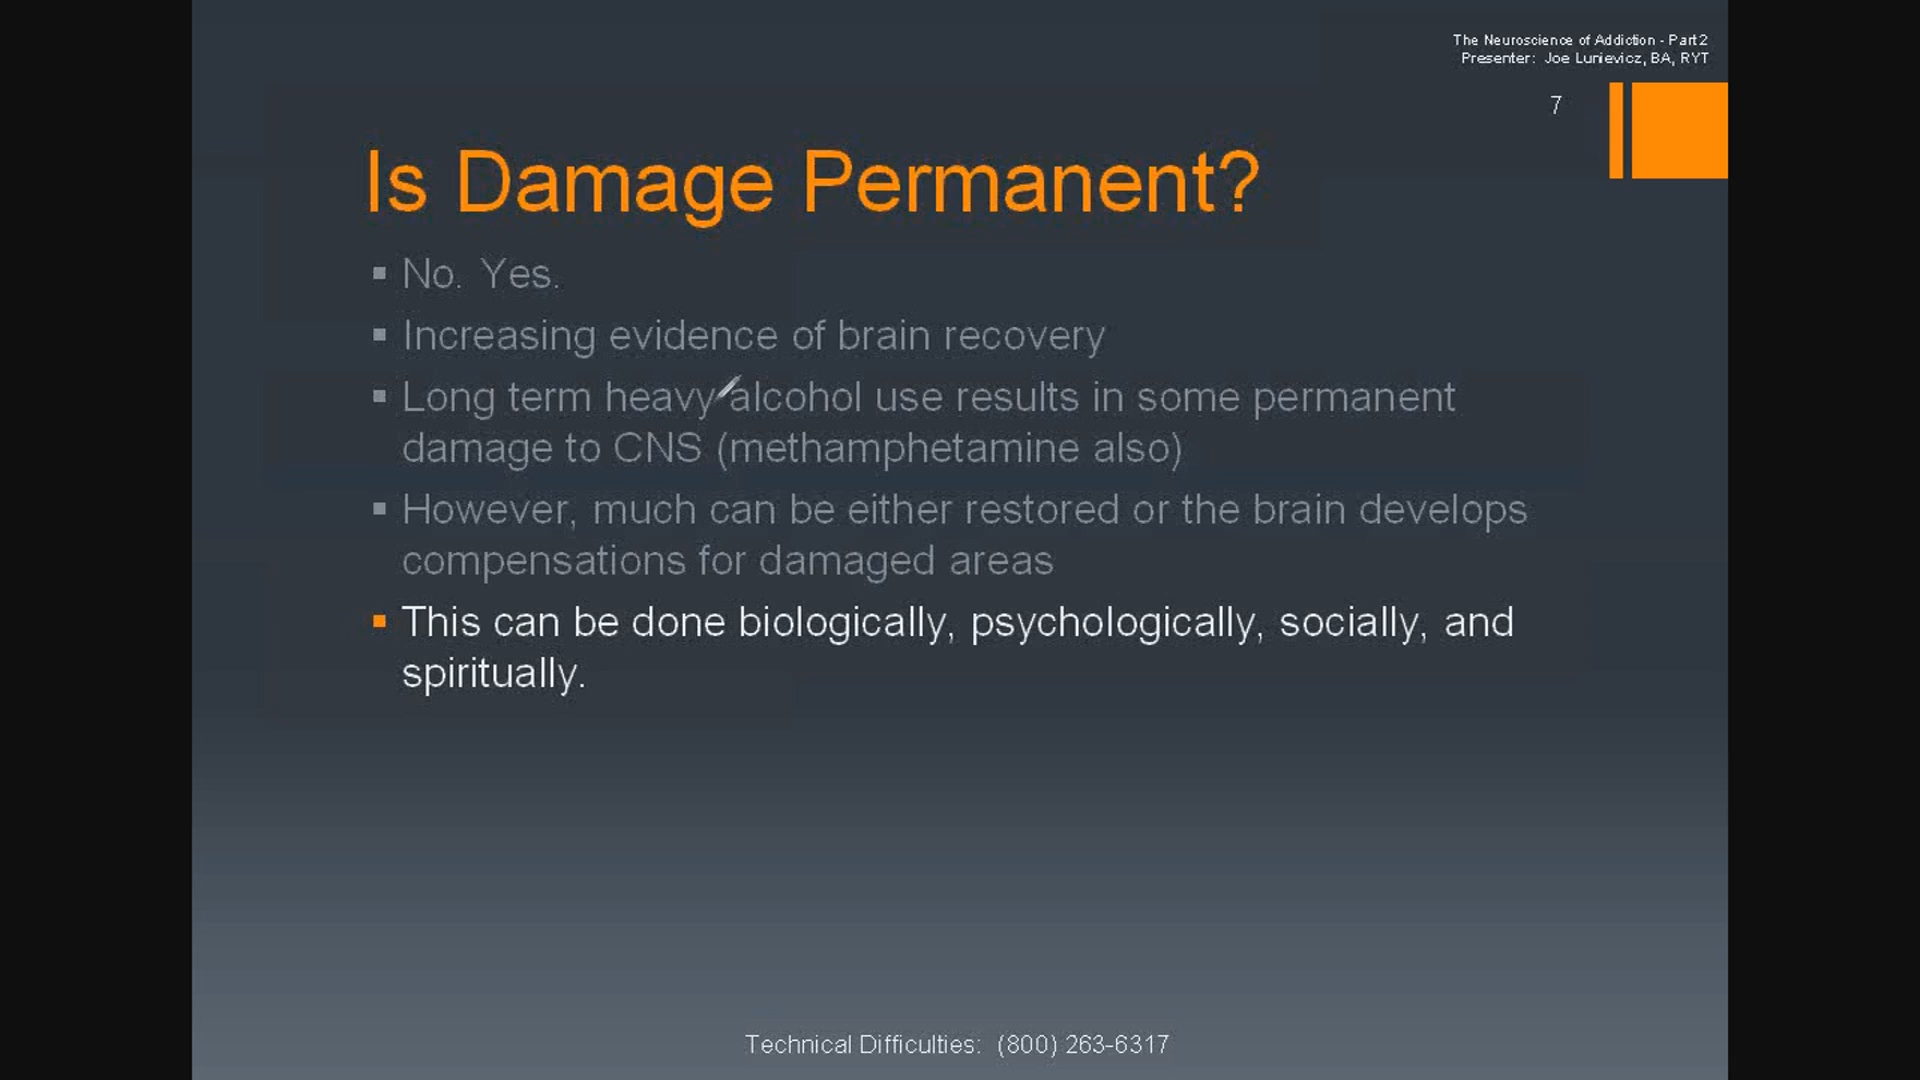 The Neuroscience of Addiction - Part 2
Presenter: Joe Lunievicz, BA, RYT
7
Is Damage Permanent?
▪ No. Yes.
▪ Increasing evidence of brain recovery
▪ Long term heavy alcohol use results in some permanent
damage to CNS (methamphetamine also)
▪ However, much can be either restored or the brain develops
compensations for damaged areas
▪ This can be done biologically, psychologically, socially, and
spiritually.
Technical Difficulties: (800) 263-6317